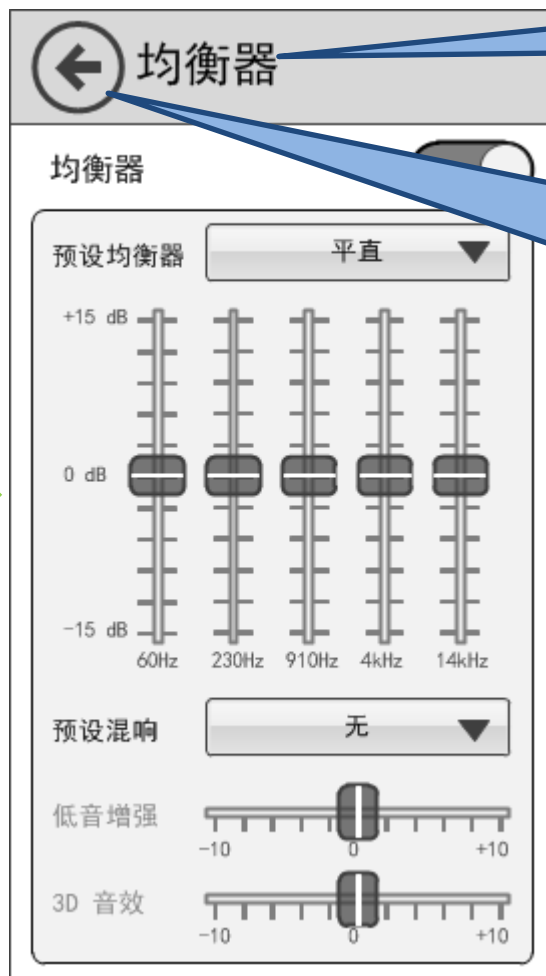 均衡器
均衡器
预设均衡器 平直
+15 dB
0 dB
-15 dB
60Hz 230Hz 910Hz 4kHz 14kHz
预设混响 无
低音增强
-10 0 +10
3D 音效
-10 0 +10